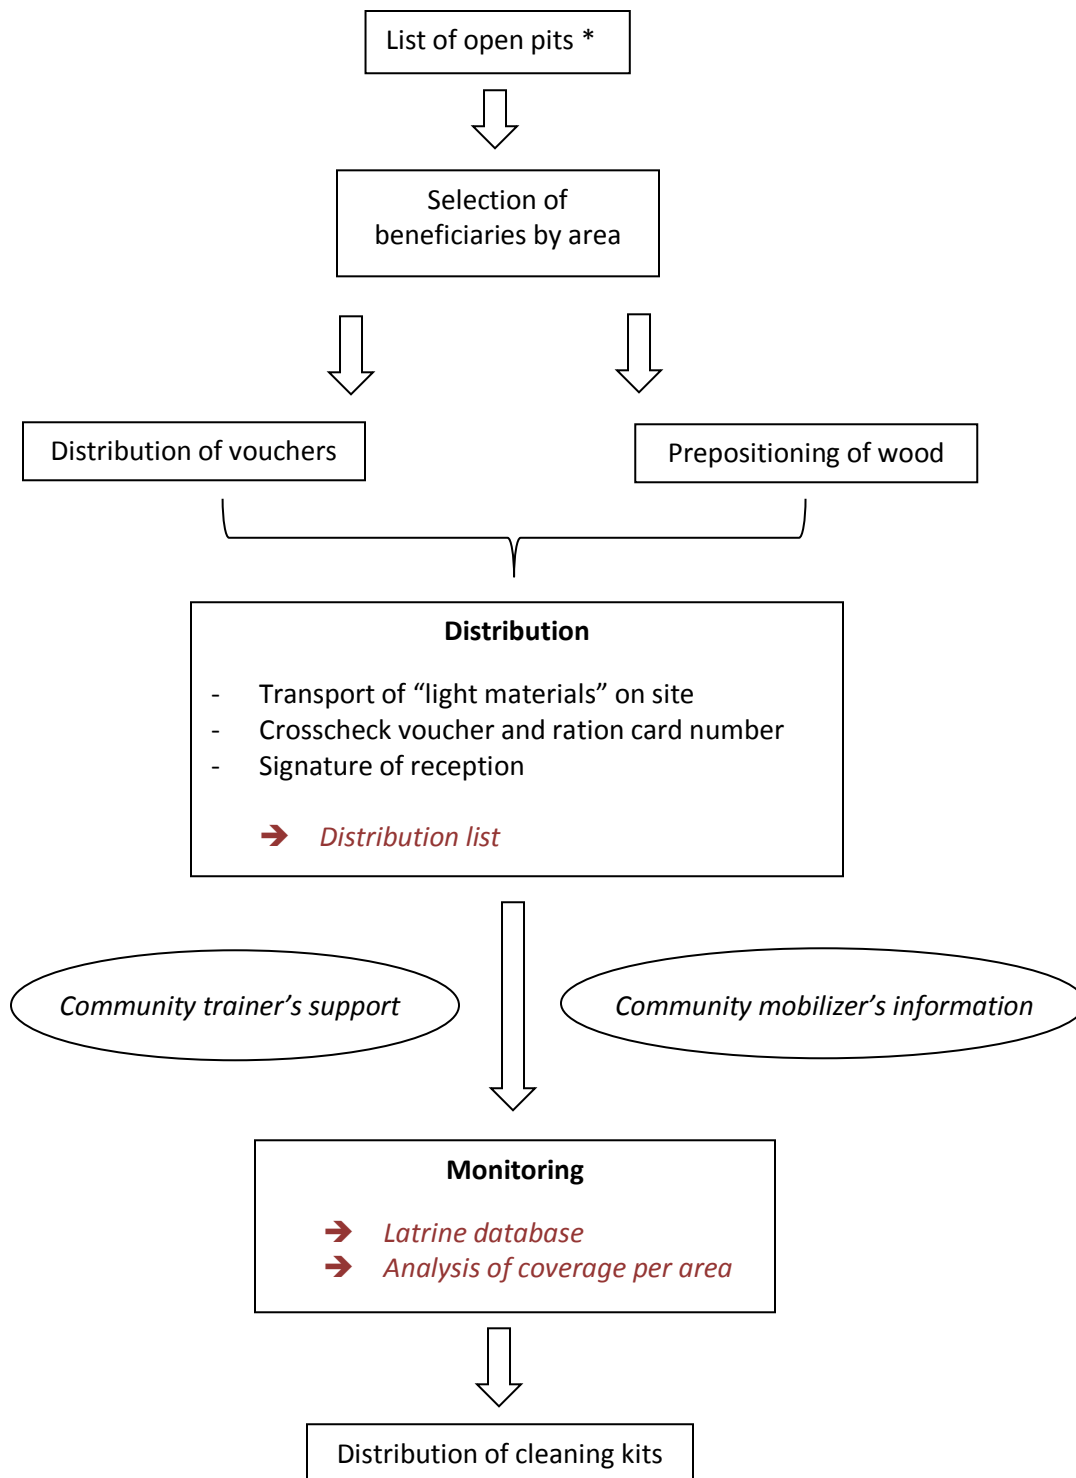 List of open pits *
Selection of
beneficiaries by area
Distribution of vouchers
Prepositioning of wood
Distribution
- Transport of “light materials” on site
- Crosscheck voucher and ration card number
- Signature of reception
➔ Distribution list
Community trainer’s support
Community mobilizer’s information
Monitoring
➔ Latrine database
➔ Analysis of coverage per area
Distribution of cleaning kits